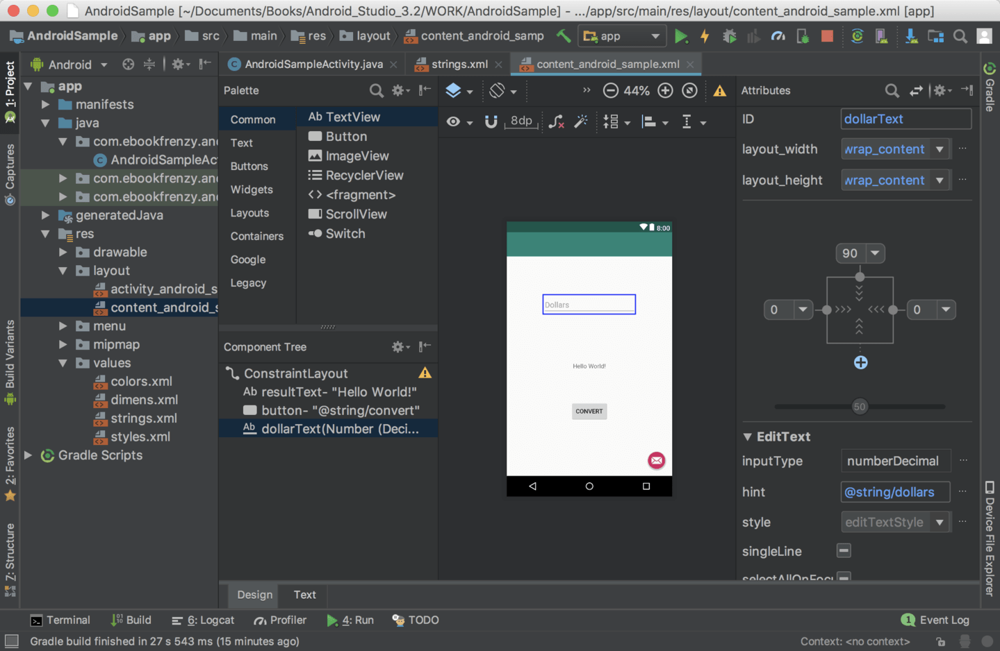 AndroidSample [~/Documents/Books/Android_Studio_3.2/WORK/AndroidSample] - .../app/src/main/res/layout/content_android_sample.xml [app]
AndroidSample app src main res layout content_android_samp app
1: Project
Captures
Build Variants
2: Favorites
7: Structure
Android
app
manifests
java
com.ebookfrenzy.and
AndroidSampleAct
com.ebookfrenzy.and
com.ebookfrenzy.and
generatedJava
res
drawable
layout
activity_android_s
content_android_s
menu
mipmap
values
colors.xml
dimens.xml
strings.xml
styles.xml
Gradle Scripts
AndroidSampleActivity.java strings.xml content_android_sample.xml
Palette
Common
Text
Buttons
Widgets
Layouts
Containers
Google
Legacy
Ab TextView
Button
ImageView
RecyclerView
<fragment>
ScrollView
Switch
Component Tree
ConstraintLayout
Ab resultText- "Hello World!"
button- "@string/convert"
Ab dollarText(Number (Deci...
44%
8dp
8:00
Dollars
Hello World!
CONVERT
Attributes
ID dollarText
layout_width wrap_content
layout_height wrap_content
90
0 0
50
EditText
inputType numberDecimal
hint @string/dollars
style editTextStyle
singleLine
selectAllOnFocu
Gradle
Device File Explorer
Design Text
Terminal Build 6: Logcat Profiler 4: Run TODO 1 Event Log
Gradle build finished in 27 s 543 ms (15 minutes ago) Context: <no context>